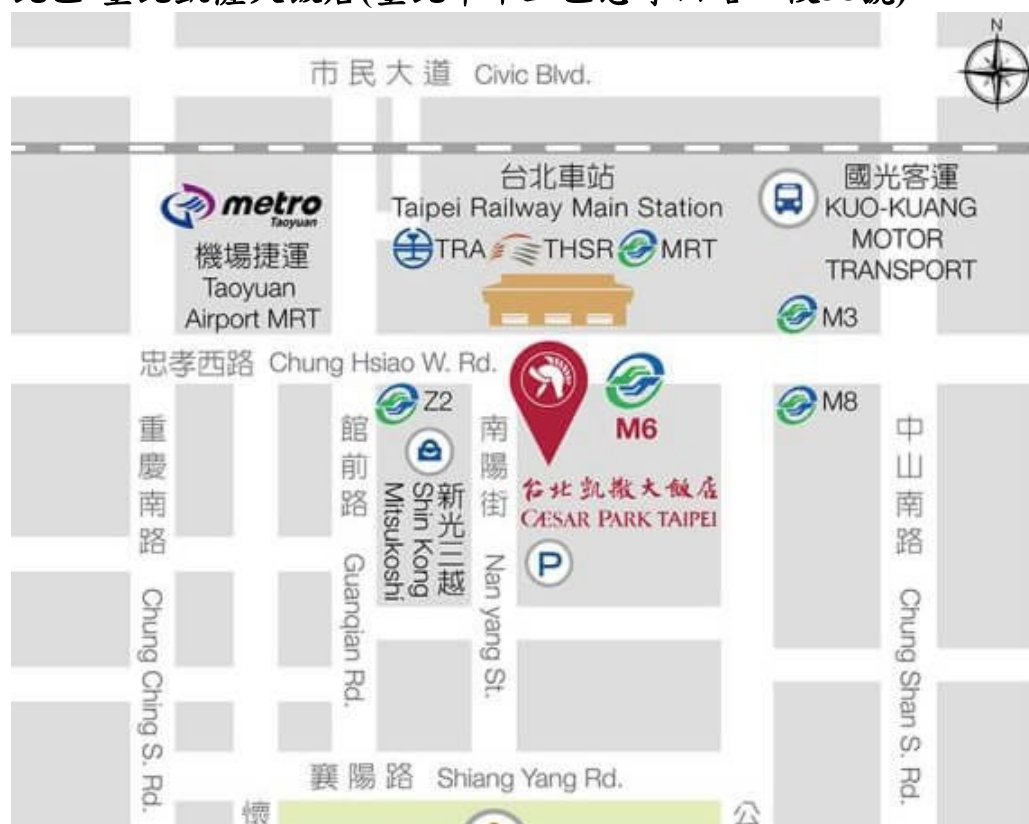 市民大道 Civic Blvd.
N
metro
Taoyuan
機場捷運
Taoyuan
Airport MRT
台北車站
Taipei Railway Main Station
TRA THSR MRT
國光客運
KUO-KUANG
MOTOR
TRANSPORT
M3
忠孝西路 Chung Hsiao W. Rd.
Z2
M6
M8
重慶南路 Chung Ching S. Rd.
館前路 Guanqian Rd.
新光三越
Shin Kong
Mitsukoshi
南陽街 Nan yang St.
台北凱撒大飯店
CÆSAR PARK TAIPEI
P
中山南路 Chung Shan S. Rd.
襄陽路 Shiang Yang Rd.
懷
公